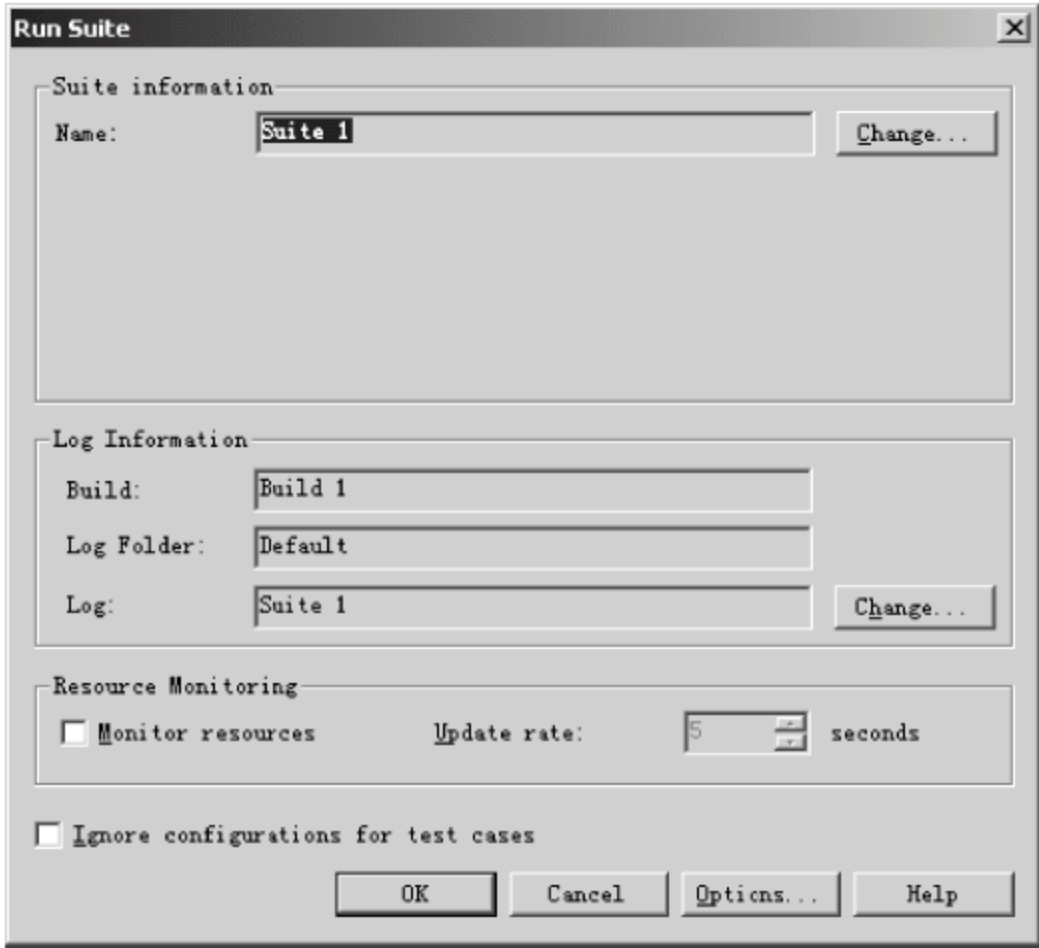 Run Suite
Suite information
Name: Suite 1 Change...
Log Information
Build: Build 1
Log Folder: Default
Log: Suite 1 Change...
Resource Monitoring
Monitor resources Update rate: 5 seconds
Ignore configurations for test cases
OK Cancel Options... Help